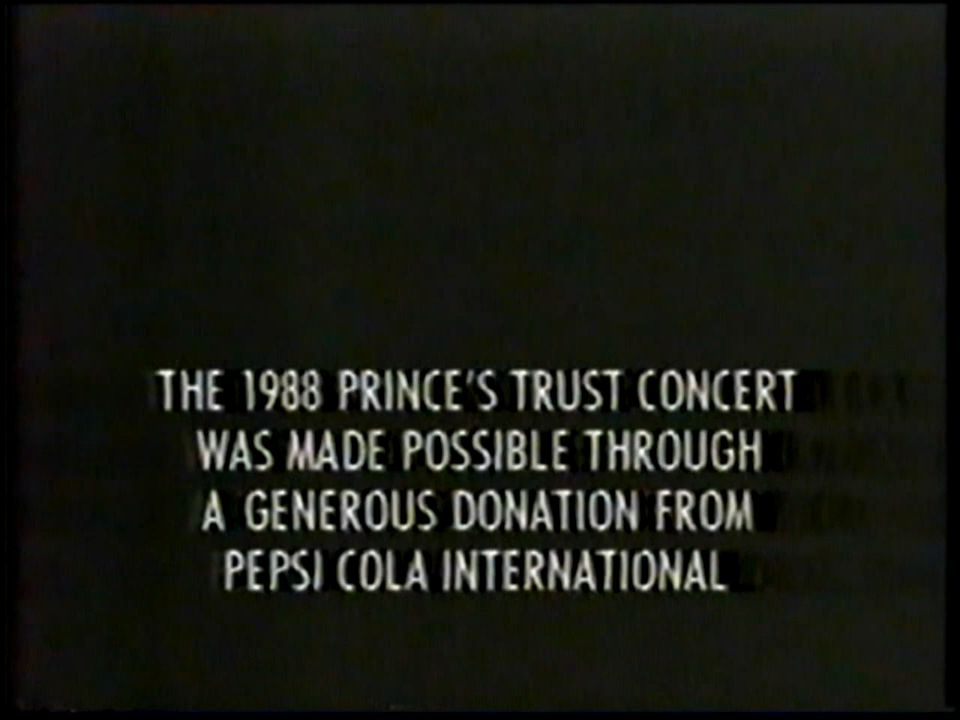 THE 1988 PRINCE'S TRUST CONCERT
WAS MADE POSSIBLE THROUGH
A GENEROUS DONATION FROM
PEPSI COLA INTERNATIONAL